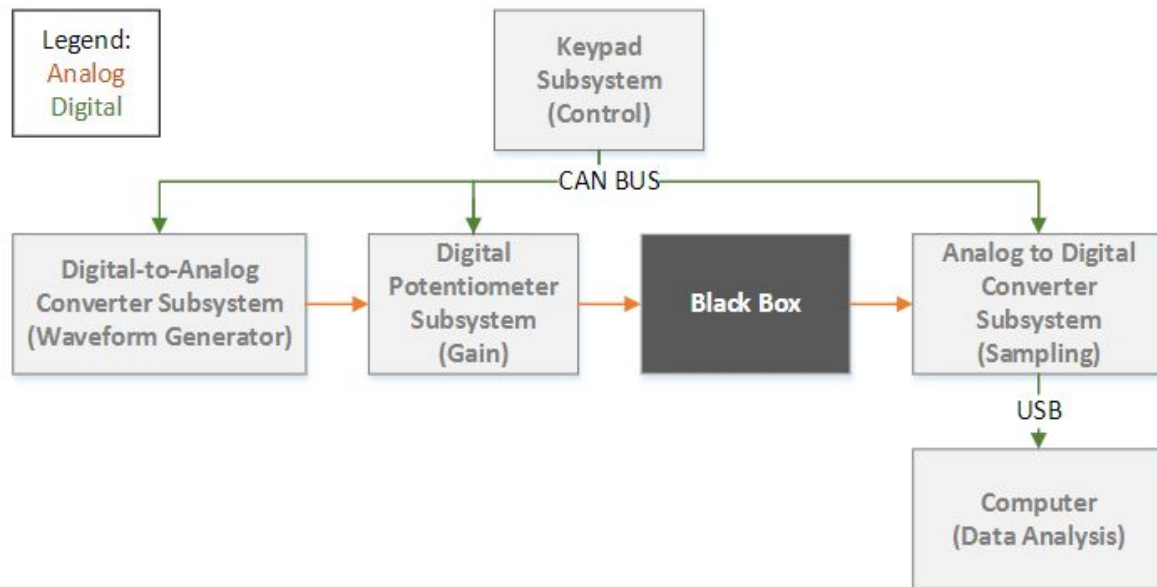 Legend:
Analog
Digital
Keypad
Subsystem
(Control)
CAN BUS
Digital-to-Analog
Converter Subsystem
(Waveform Generator)
Digital
Potentiometer
Subsystem
(Gain)
Black Box
Analog to Digital
Converter
Subsystem
(Sampling)
USB
Computer
(Data Analysis)